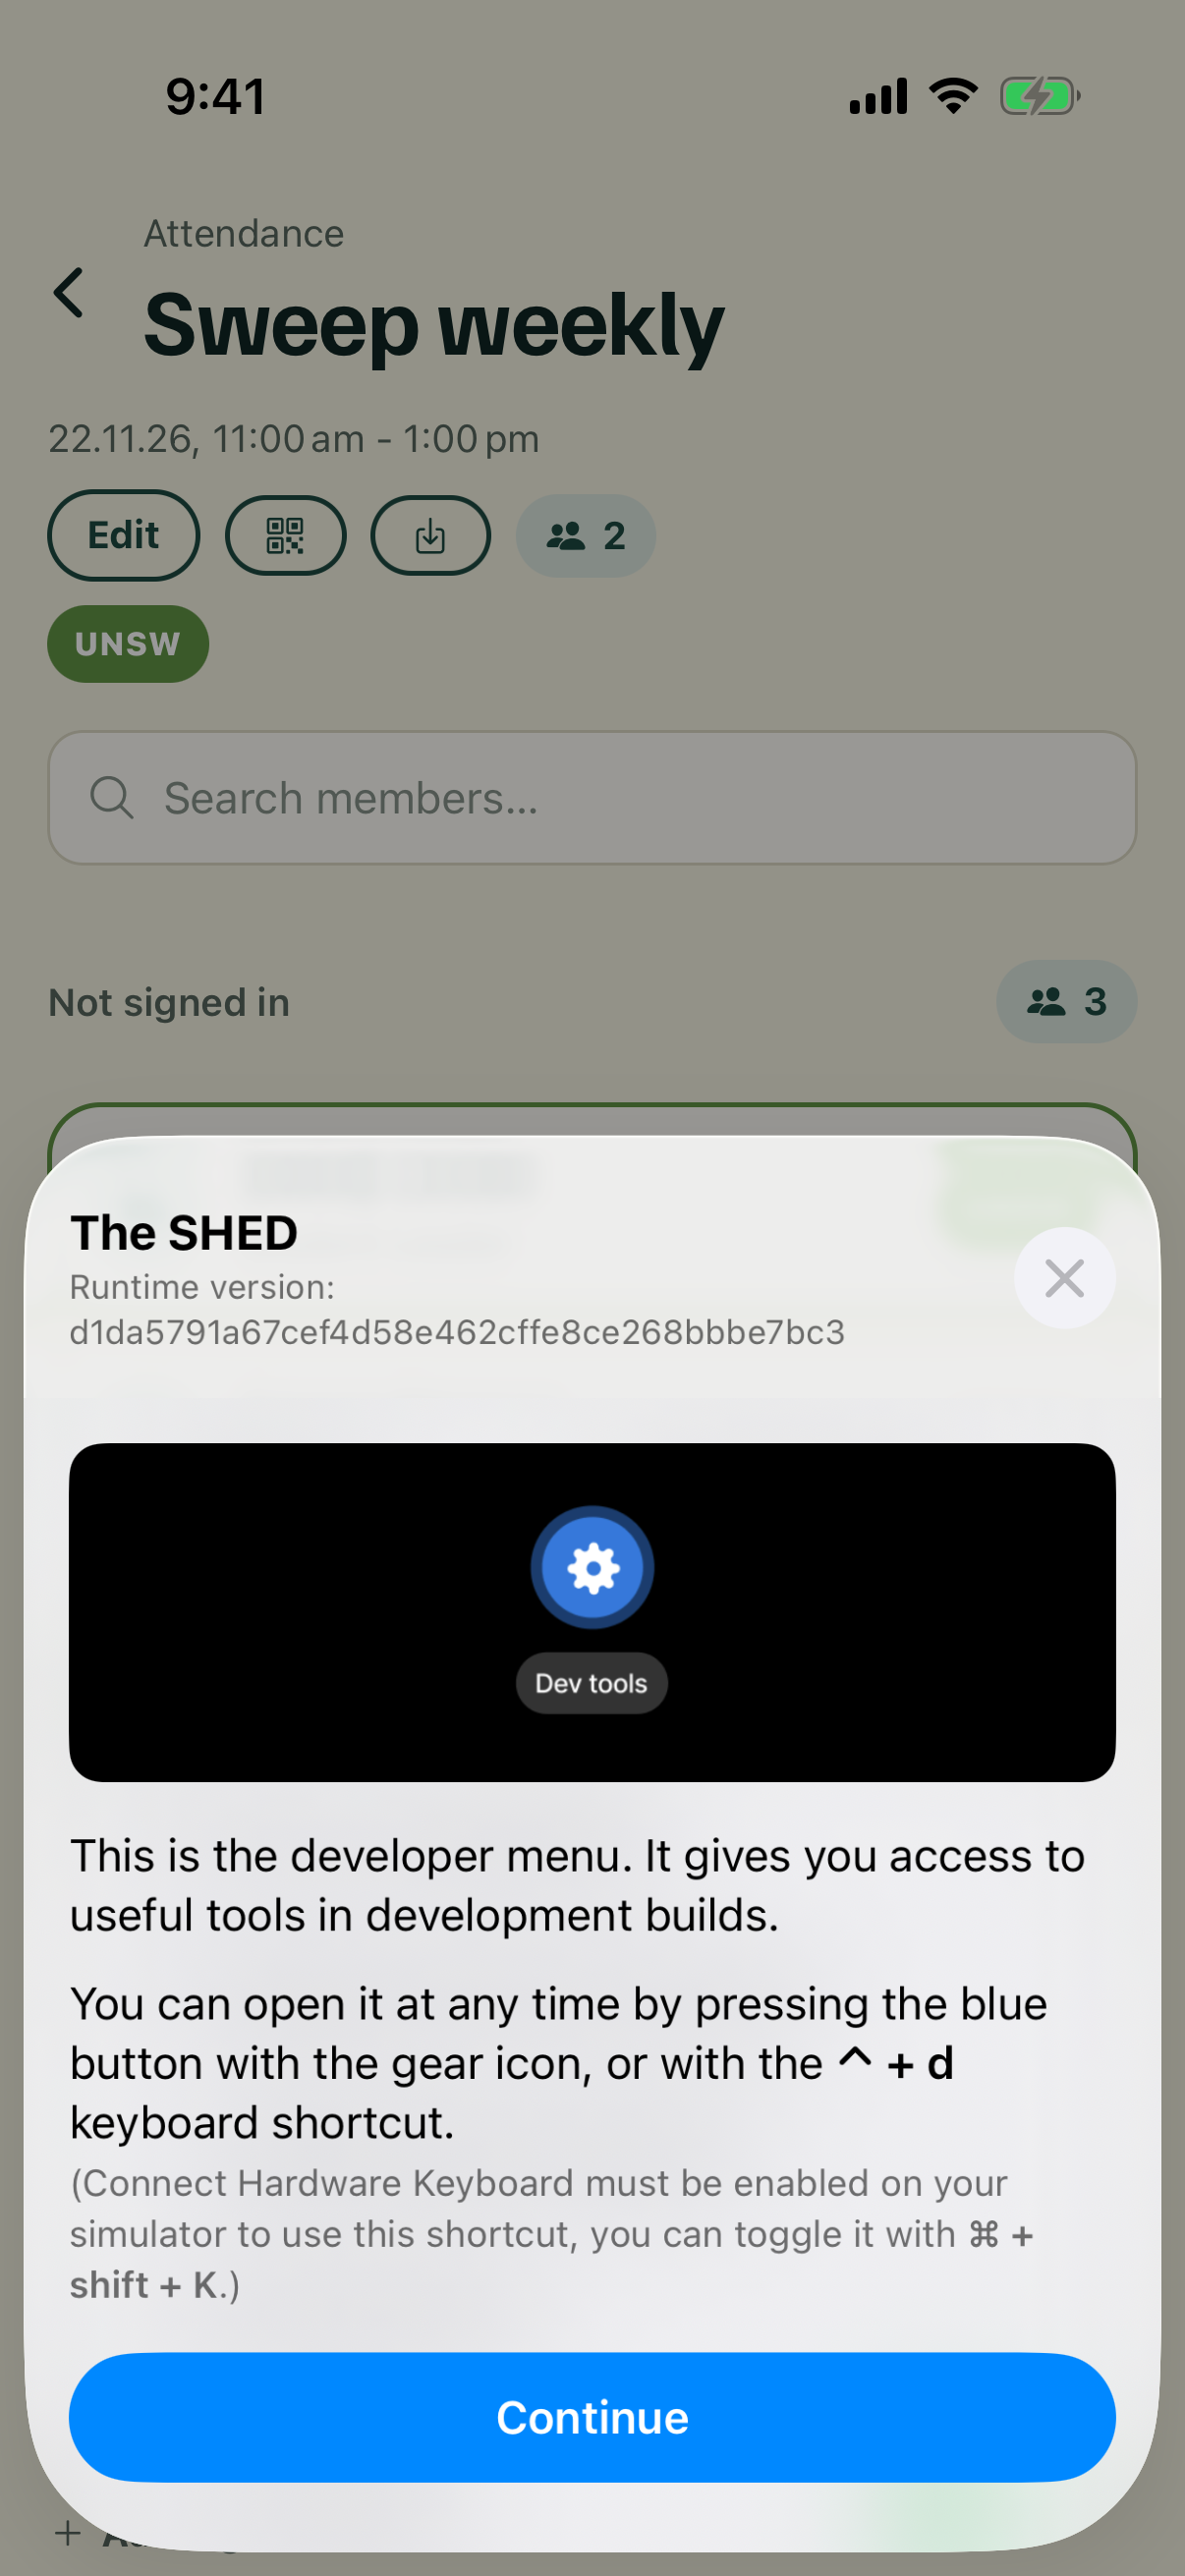 9:41
Attendance
Sweep weekly
22.11.26, 11:00 am - 1:00 pm
Edit
2
UNSW
Search members...
Not signed in
3
The SHED
Runtime version:
d1da5791a67cef4d58e462cffe8ce268bbbe7bc3
Dev tools
This is the developer menu. It gives you access to
useful tools in development builds.
You can open it at any time by pressing the blue
button with the gear icon, or with the ^ + d
keyboard shortcut.
(Connect Hardware Keyboard must be enabled on your
simulator to use this shortcut, you can toggle it with ⌘ +
shift + K.)
Continue